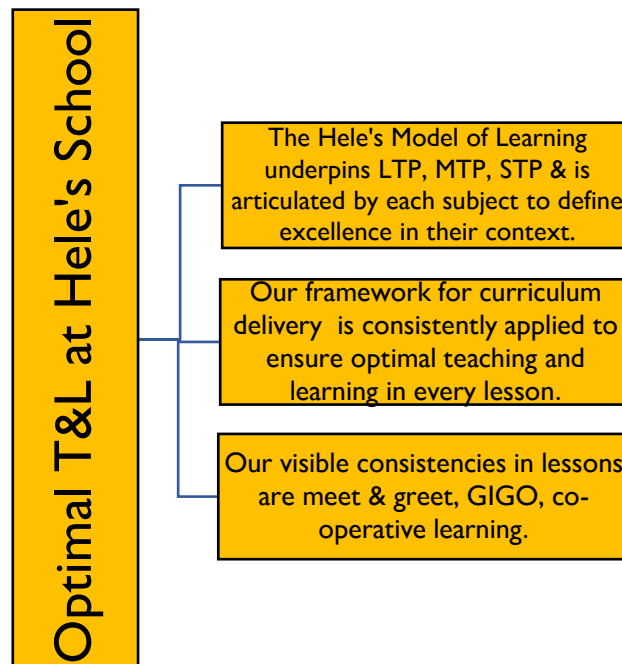 Optimal T&L at Hele's School
The Hele's Model of Learning
underpins LTP, MTP, STP & is
articulated by each subject to define
excellence in their context.
Our framework for curriculum
delivery  is consistently applied to
ensure optimal teaching and
learning in every lesson.
Our visible consistencies in lessons
are meet & greet, GIGO, co-
operative learning.